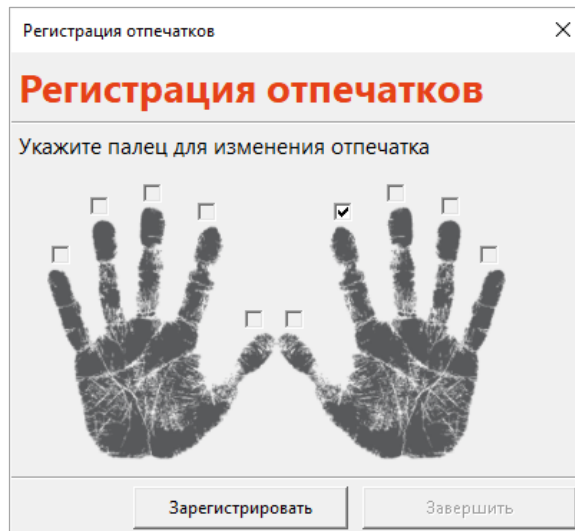 Регистрация отпечатков
Регистрация отпечатков
Укажите палец для изменения отпечатка
Зарегистрировать
Завершить